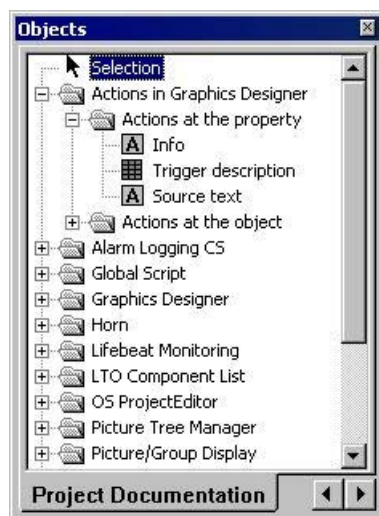 Objects
Selection
Actions in Graphics Designer
Actions at the property
A Info
Trigger description
A Source text
Actions at the object
Alarm Logging CS
Global Script
Graphics Designer
Horn
Lifebeat Monitoring
LTO Component List
OS ProjectEditor
Picture Tree Manager
Picture/Group Display
Project Documentation